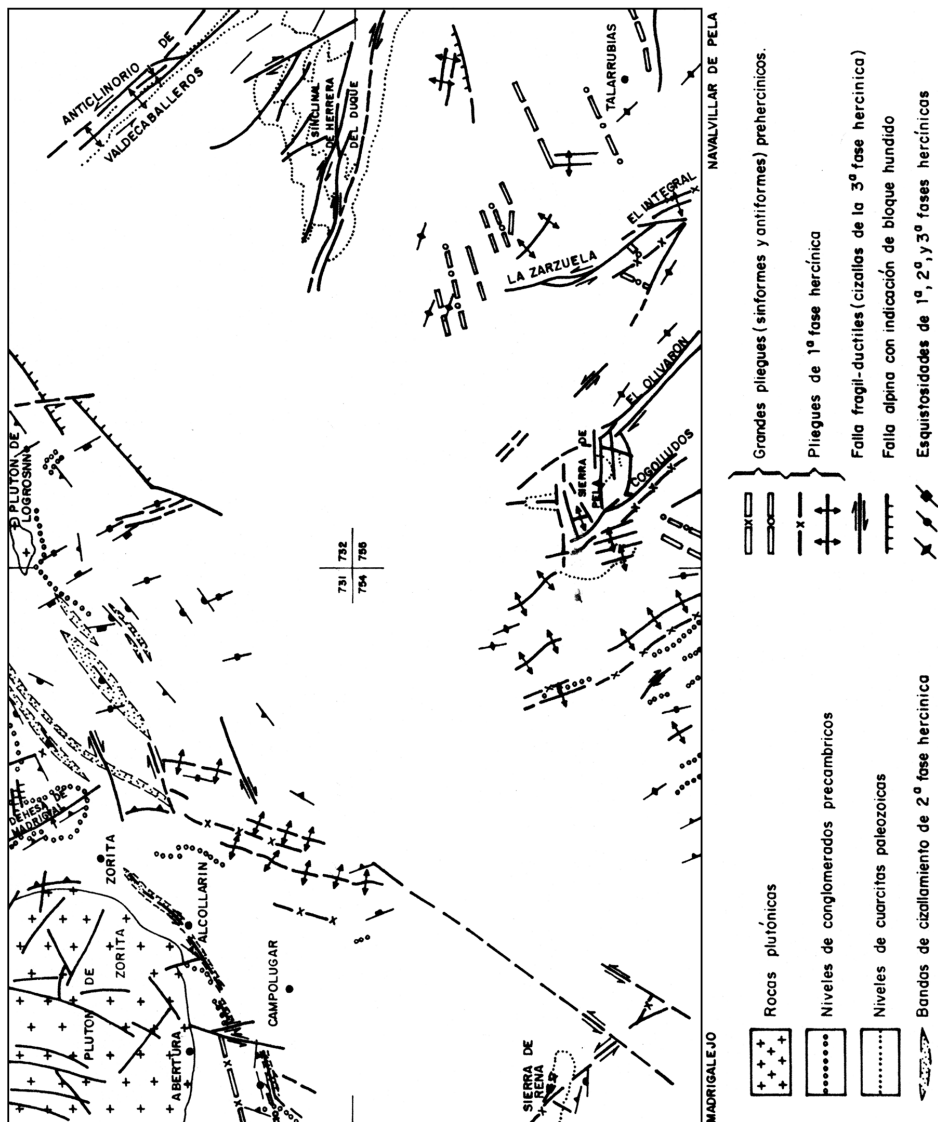 ANTICLINORIO DE
VALDECABALLEROS
SINCLINAL
DE HERRERA
DEL DUQUE
TALARRUBIAS
NAVALVILLAR DE PELA
EL INTEGRAL
LA ZARZUELA
EL OLIVARON
SIERRA DE
PELA
COGOLLUDOS
PLUTON DE
LOGROSNN
731 732
754 755
DEHESA DE
MADRIGAL
ZORITA
PLUTON DE
ZORITA
ALCOLLARIN
ABERTURA
CAMPOLUGAR
SIERRA DE
RENA
MADRIGALEJO
Rocas plutónicas
Niveles de conglomerados precambricos
Niveles de cuarcitas paleozoicas
Bandas de cizallamiento de 2ª fase hercínica
Grandes pliegues (sinformes y antiformes) prehercínicos.
Pliegues de 1ª fase hercínica
Falla fragil-ductiles (cizallas de la 3ª fase hercínica)
Falla alpina con indicación de bloque hundido
Esquistosidades de 1ª, 2ª, y 3ª fases hercínicas